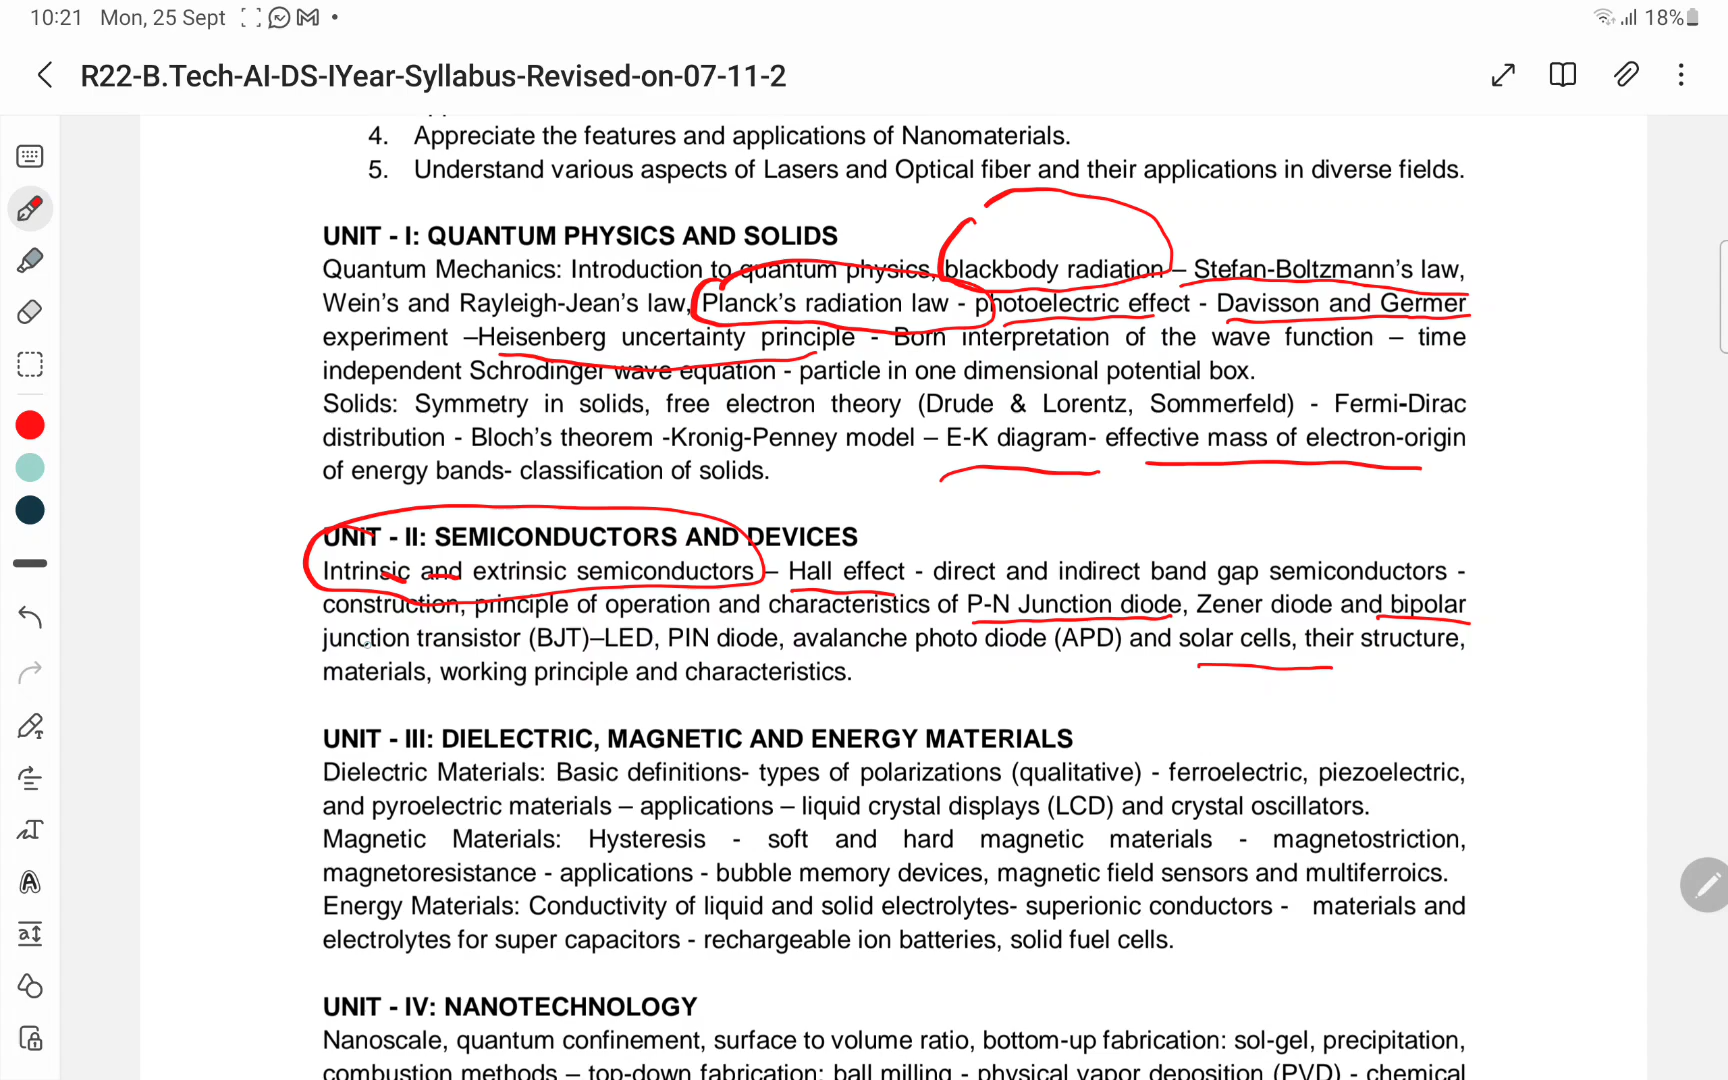 10:21 Mon, 25 Sept 18%
R22-B.Tech-AI-DS-IYear-Syllabus-Revised-on-07-11-2
4. Appreciate the features and applications of Nanomaterials.
5. Understand various aspects of Lasers and Optical fiber and their applications in diverse fields.
UNIT - I: QUANTUM PHYSICS AND SOLIDS
Quantum Mechanics: Introduction to quantum physics, blackbody radiation – Stefan-Boltzmann's law,
Wein's and Rayleigh-Jean's law, Planck's radiation law - photoelectric effect - Davisson and Germer
experiment –Heisenberg uncertainty principle - Born interpretation of the wave function – time
independent Schrodinger wave equation - particle in one dimensional potential box.
Solids: Symmetry in solids, free electron theory (Drude & Lorentz, Sommerfeld) - Fermi-Dirac
distribution - Bloch's theorem -Kronig-Penney model – E-K diagram- effective mass of electron-origin
of energy bands- classification of solids.
UNIT - II: SEMICONDUCTORS AND DEVICES
Intrinsic and extrinsic semiconductors – Hall effect - direct and indirect band gap semiconductors -
construction, principle of operation and characteristics of P-N Junction diode, Zener diode and bipolar
junction transistor (BJT)–LED, PIN diode, avalanche photo diode (APD) and solar cells, their structure,
materials, working principle and characteristics.
UNIT - III: DIELECTRIC, MAGNETIC AND ENERGY MATERIALS
Dielectric Materials: Basic definitions- types of polarizations (qualitative) - ferroelectric, piezoelectric,
and pyroelectric materials – applications – liquid crystal displays (LCD) and crystal oscillators.
Magnetic Materials: Hysteresis - soft and hard magnetic materials - magnetostriction,
magnetoresistance - applications - bubble memory devices, magnetic field sensors and multiferroics.
Energy Materials: Conductivity of liquid and solid electrolytes- superionic conductors - materials and
electrolytes for super capacitors - rechargeable ion batteries, solid fuel cells.
UNIT - IV: NANOTECHNOLOGY
Nanoscale, quantum confinement, surface to volume ratio, bottom-up fabrication: sol-gel, precipitation,
combustion methods – top-down fabrication: ball milling - physical vapor deposition (PVD) - chemical